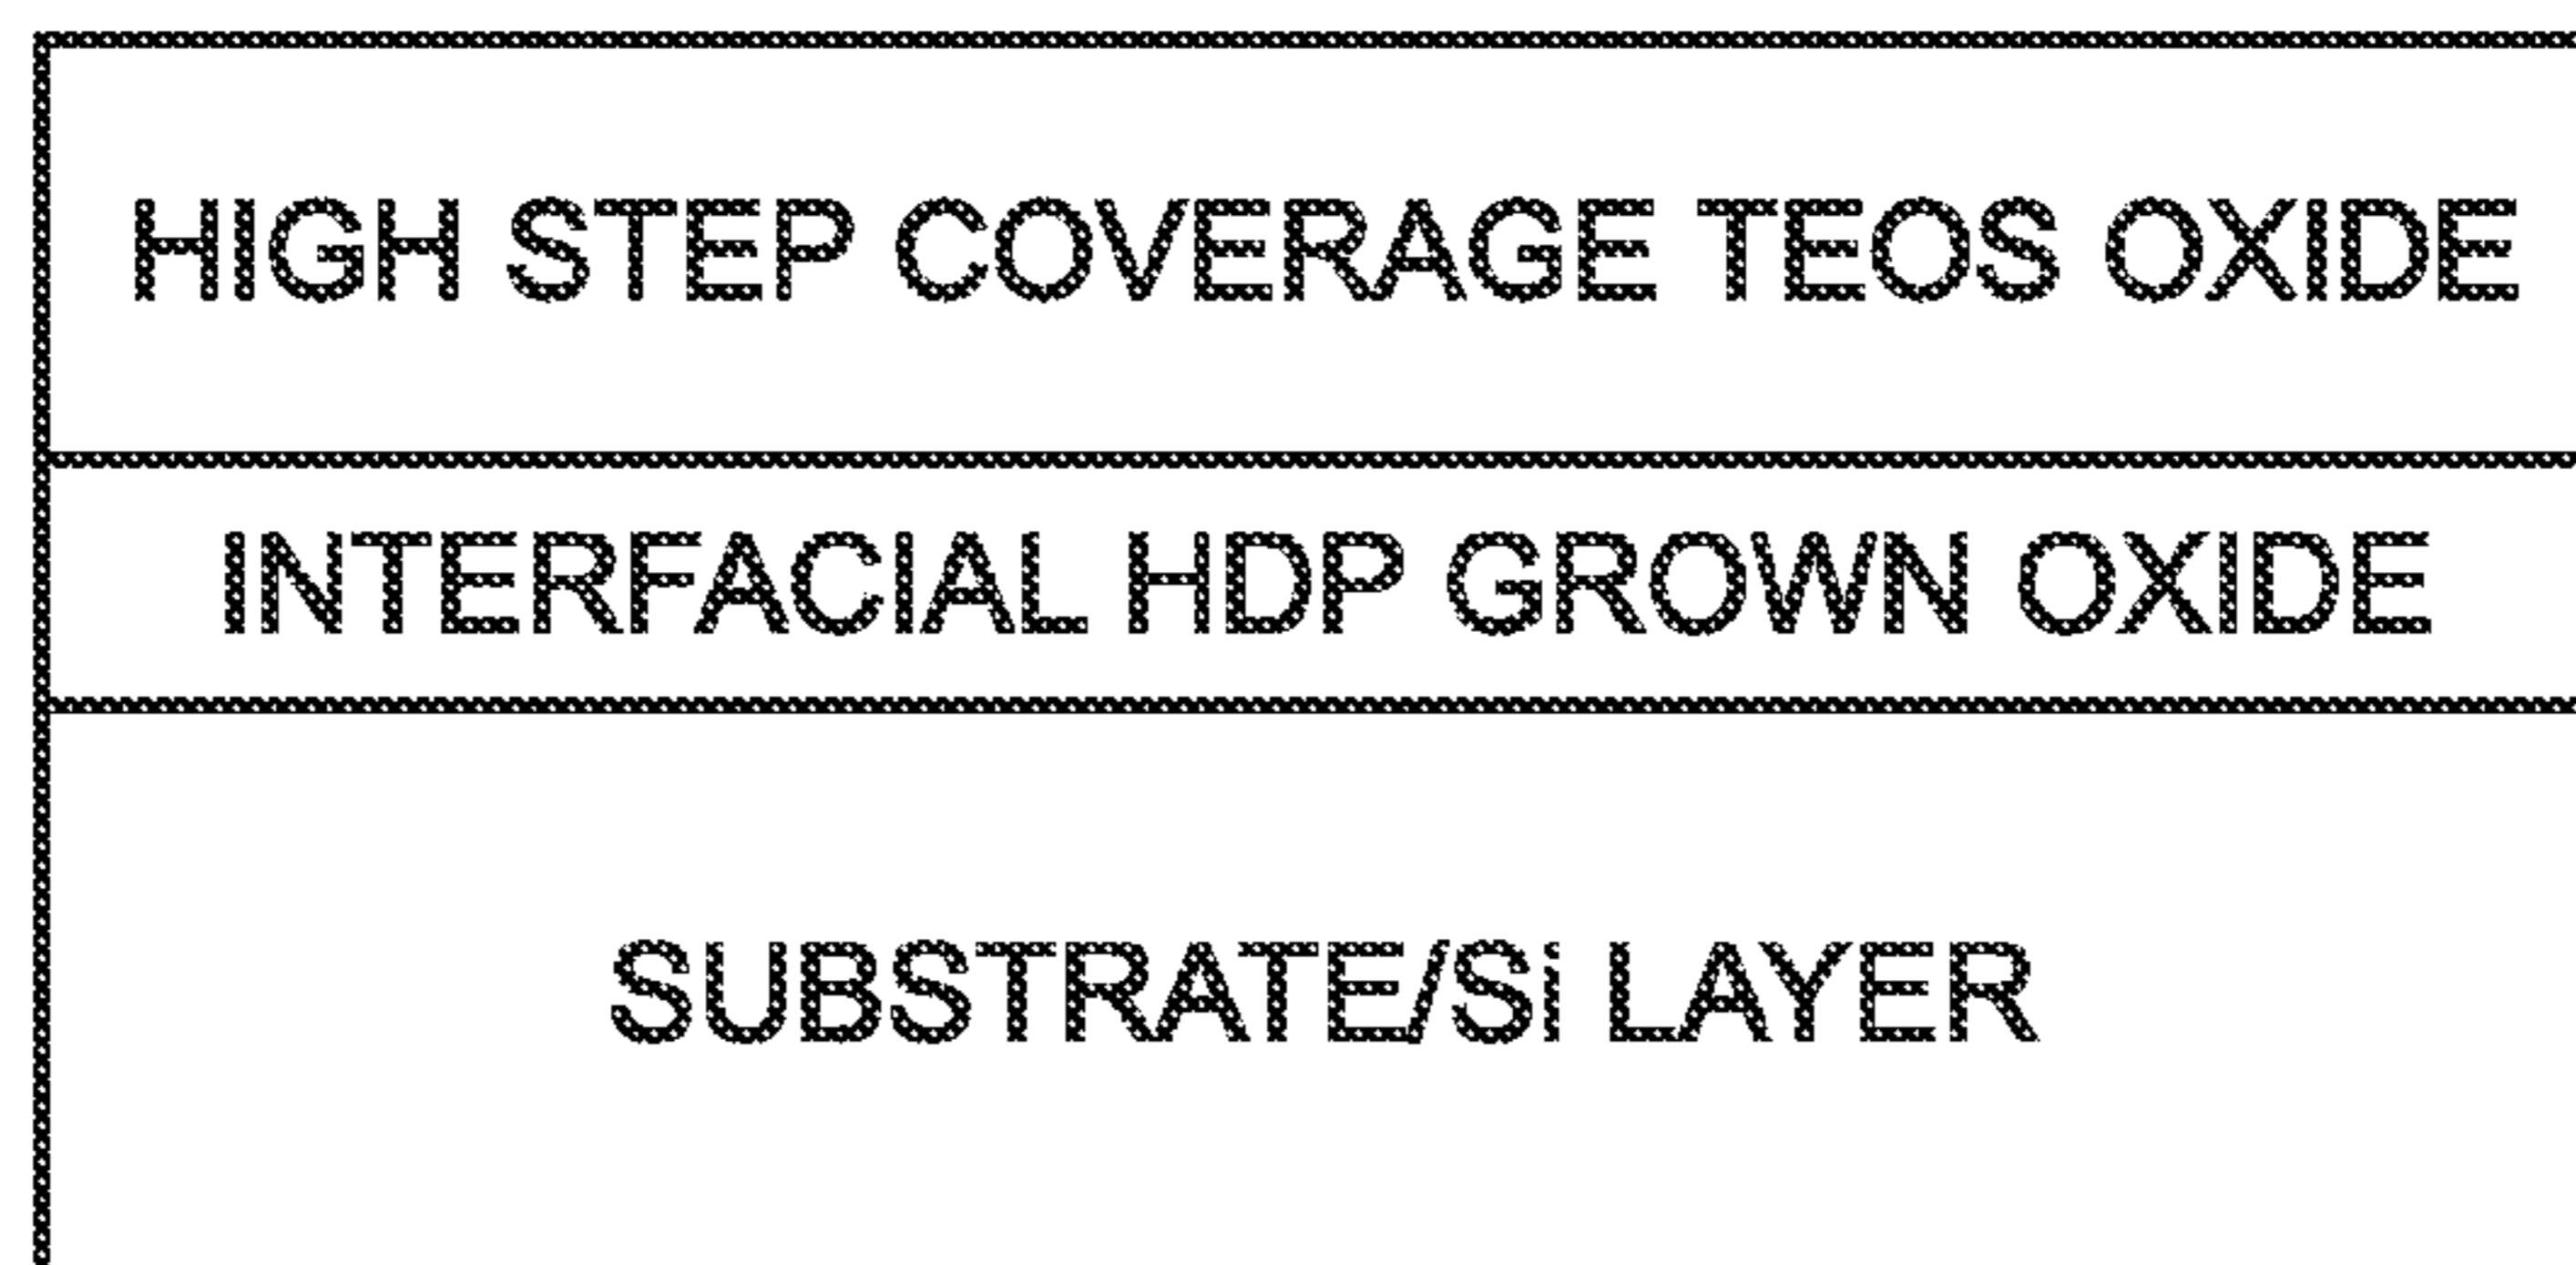 HIGH STEP COVERAGE TEOS OXIDE
INTERFACIAL HDP GROWN OXIDE
SUBSTRATE/Si LAYER